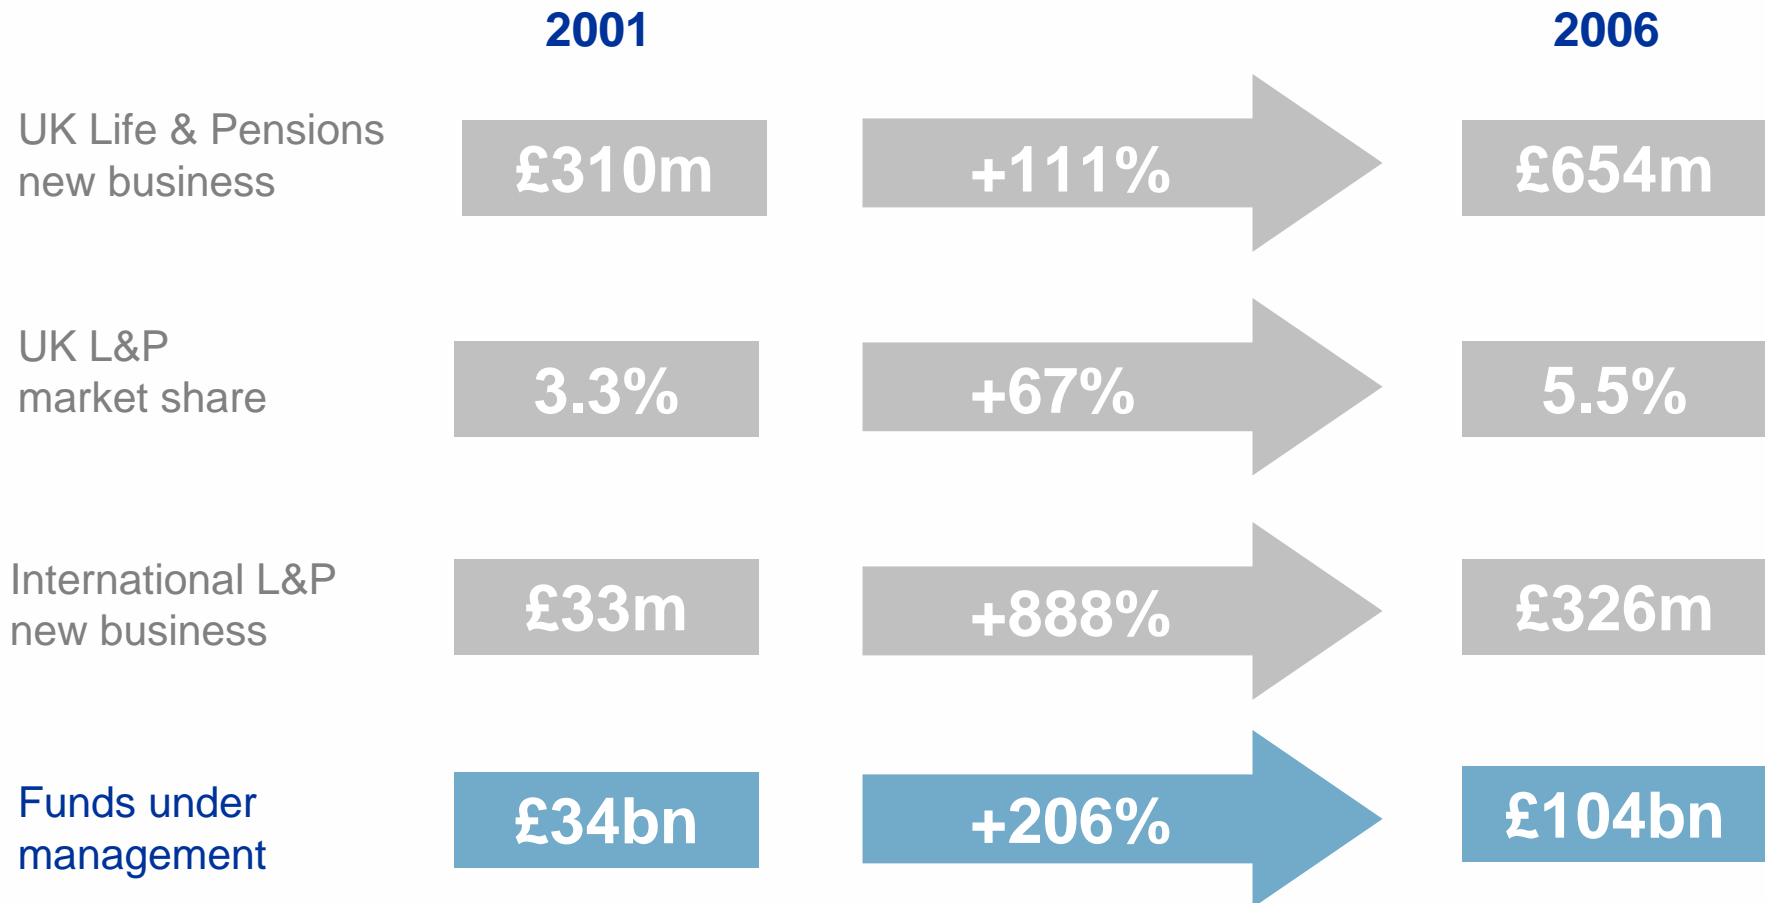 2001
2006
UK Life & Pensions
new business
£310m
+111%
£654m
UK L&P
market share
3.3%
+67%
5.5%
International L&P
new business
£33m
+888%
£326m
Funds under
management
£34bn
+206%
£104bn